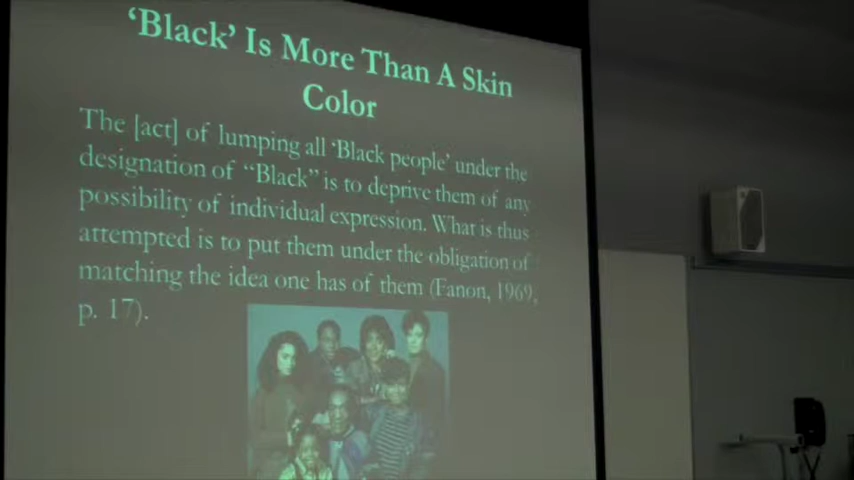 'Black' Is More Than A Skin
Color
The [act] of lumping all 'Black people' under the
designation of "Black" is to deprive them of any
possibility of individual expression. What is thus
attempted is to put them under the obligation of
matching the idea one has of them (Fanon, 1969,
p. 17).